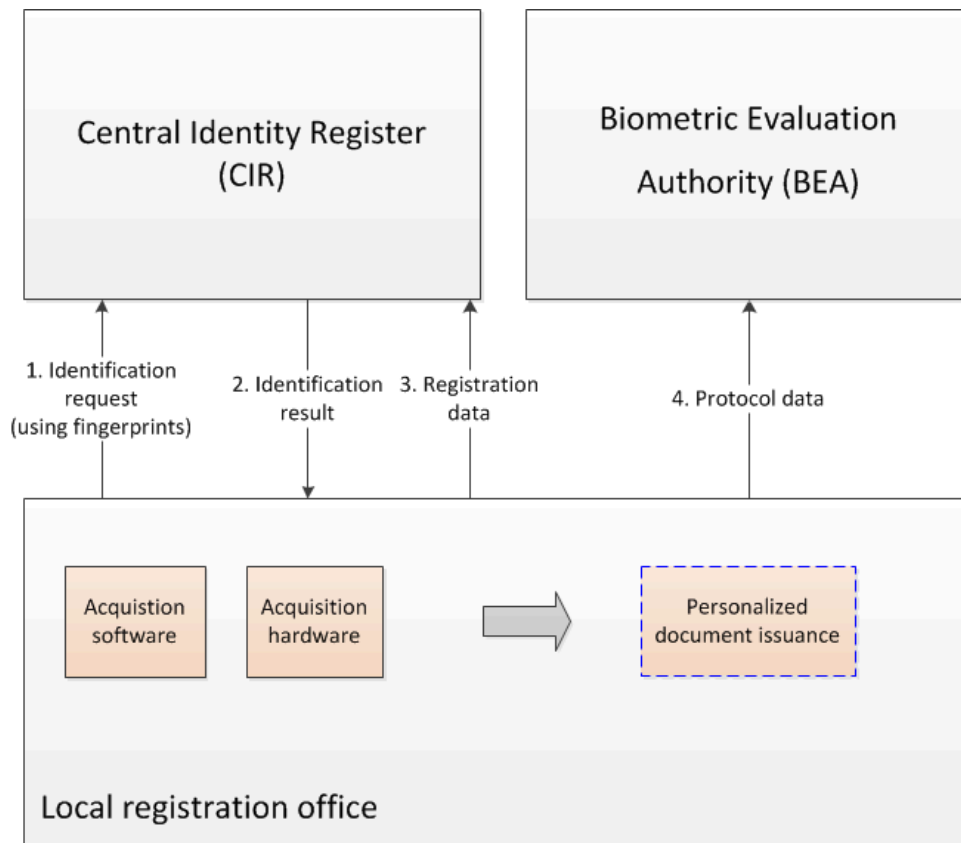 Central Identity Register
(CIR)
Biometric Evaluation
Authority (BEA)
1. Identification
request
(using fingerprints)
2. Identification
result
3. Registration
data
4. Protocol data
Acquistion
software
Acquisition
hardware
Personalized
document issuance
Local registration office